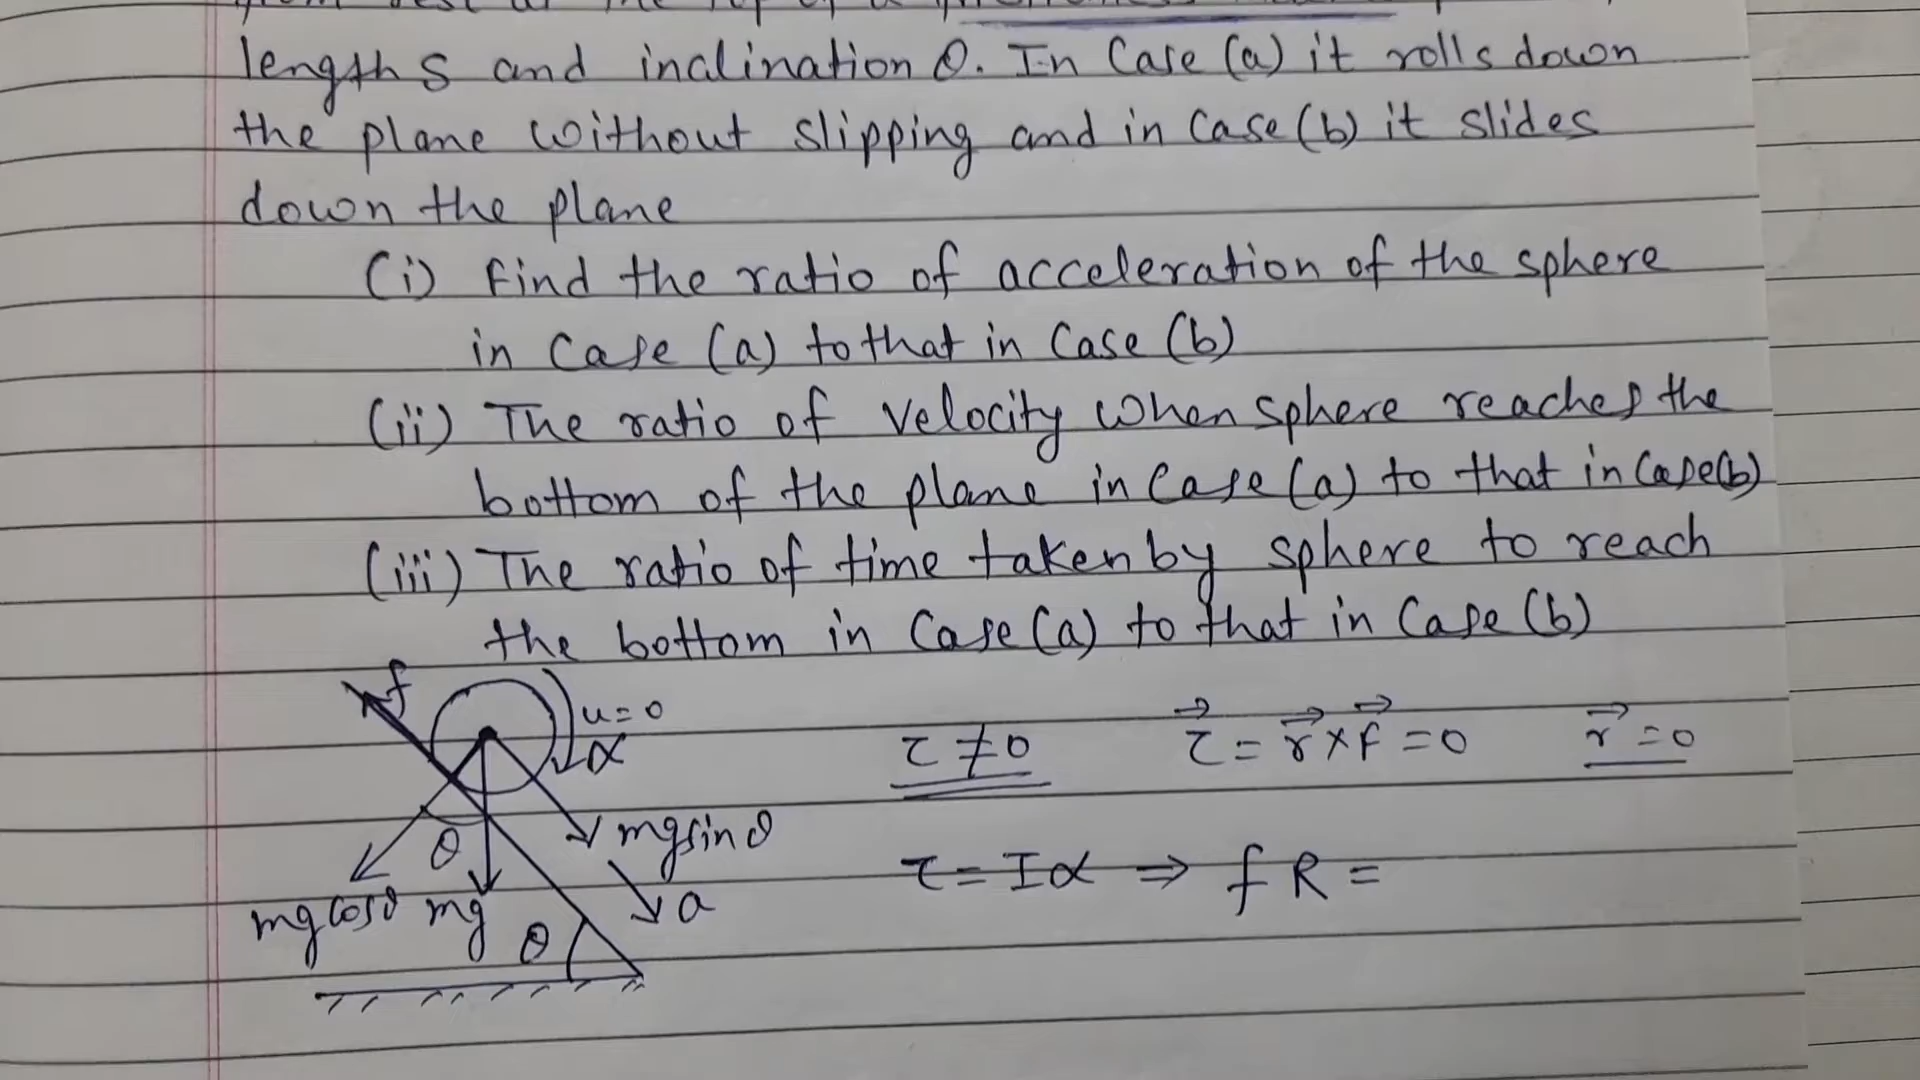 length S and inclination θ. In Case (a) it rolls down
the plane without slipping and in Case (b) it slides
down the plane
(i) find the ratio of acceleration of the sphere
in Case (a) to that in Case (b)
(ii) The ratio of velocity when sphere reaches the
bottom of the plane in Case (a) to that in Case (b)
(iii) The ratio of time taken by sphere to reach
the bottom in Case (a) to that in Case (b)
f
u=0
α
τ ≠ 0
τ⃗ = r⃗ × F⃗ = 0
r⃗ = 0
θ
mg sin θ
τ = Iα ⇒ f R =
mg cos θ
mg
a
θ